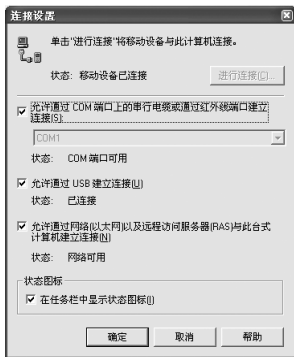 连接设置
单击"进行连接"将移动设备与此计算机连接。
状态: 移动设备已连接
进行连接(C)...
允许通过 COM 端口上的串行电缆或通过红外线端口建立
连接(S):
COM1
状态: COM 端口可用
允许通过 USB 建立连接(U)
状态: 已连接
允许通过网络(以太网)以及远程访问服务器(RAS)与此台式
计算机建立连接(N)
状态: 网络可用
状态图标
在任务栏中显示状态图标(I)
确定
取消
帮助